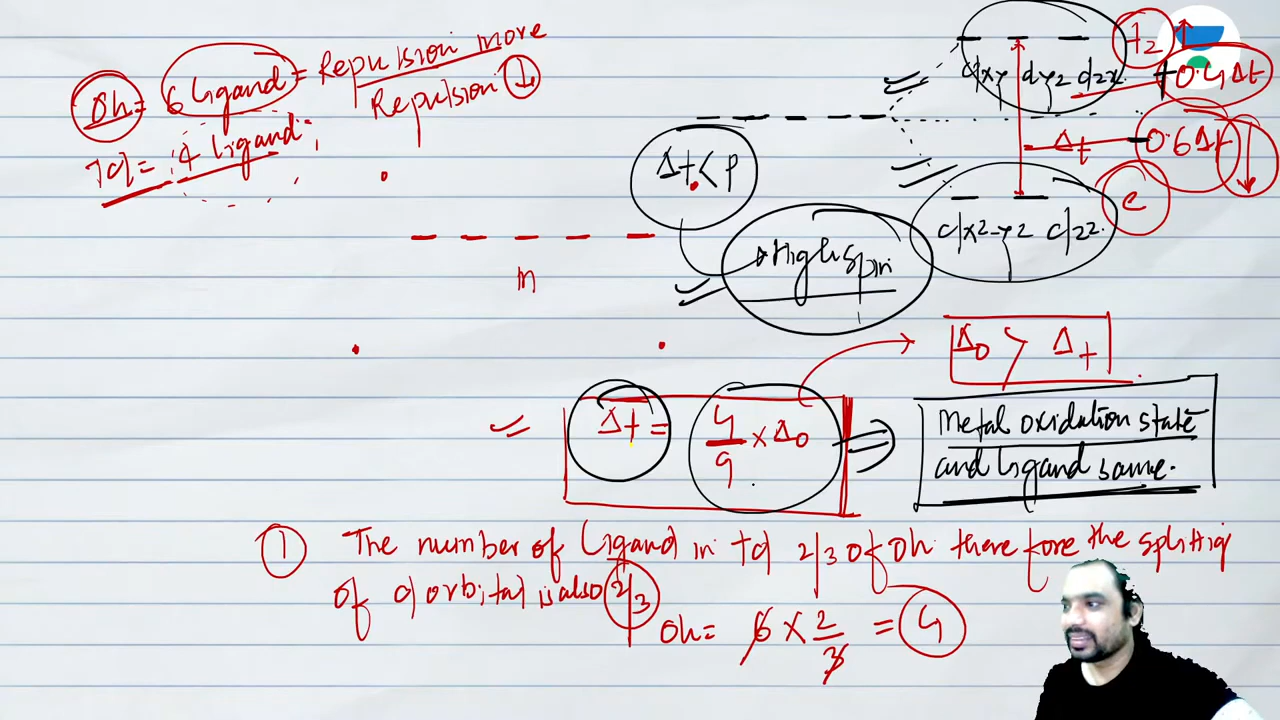 Oh = 6 Ligand = Repulsion more
Td = 4 Ligand Repulsion ↓
t2 ↑
dxy dyz dzx +0.4Δt
Δt -0.6Δt ↓
e
dx2-y2 dz2
Δt < P
High Spin
m
Δo > Δt
Δt = 4/9 × Δo ⇒
Metal oxidation state
and Ligand same.
① The number of Ligand in Td 2/3 of Oh therefore the spliting
of d orbital is also 2/3
Oh = 6 × 2/3 = 4